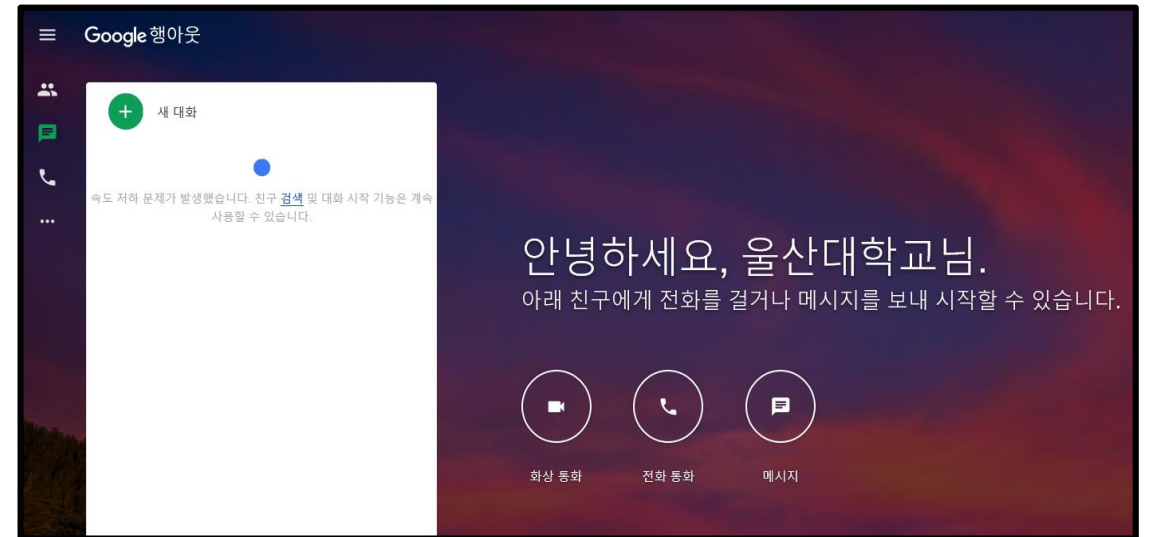 Google 행아웃
새 대화
속도 저하 문제가 발생했습니다. 친구 검색 및 대화 시작 기능은 계속
사용할 수 있습니다.
안녕하세요, 울산대학교님.
아래 친구에게 전화를 걸거나 메시지를 보내 시작할 수 있습니다.
화상 통화
전화 통화
메시지